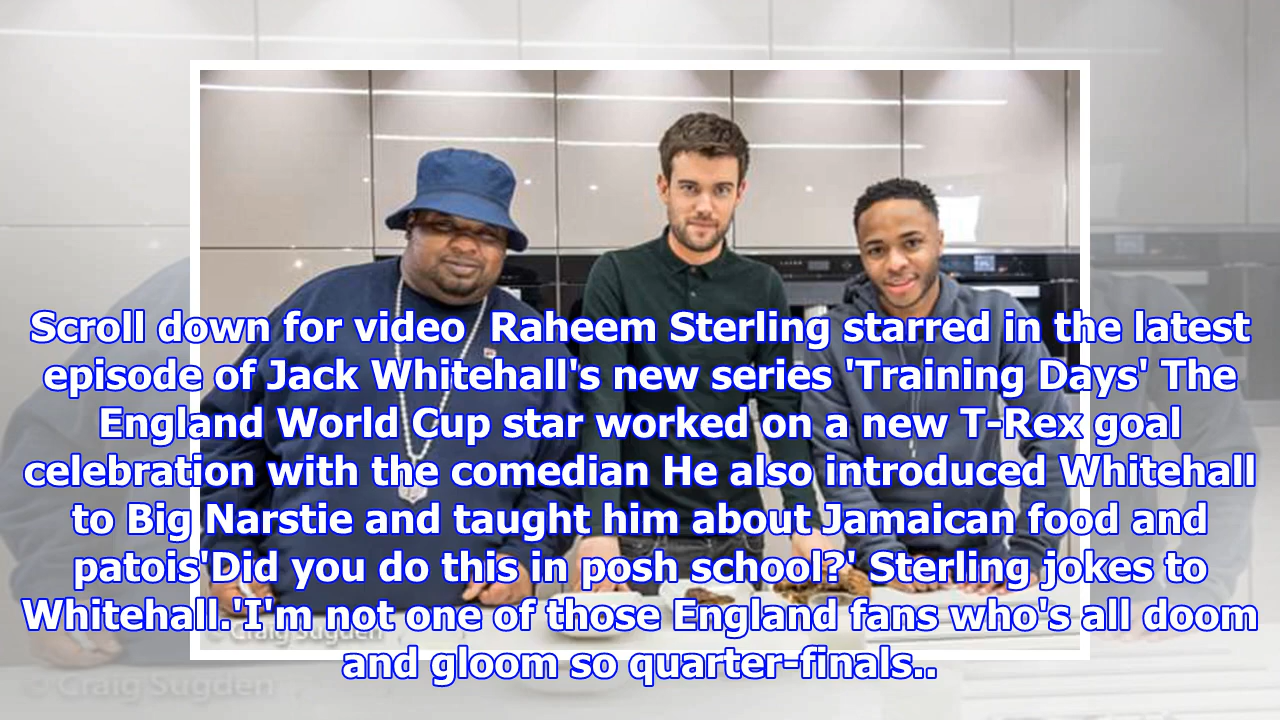 Scroll down for video  Raheem Sterling starred in the latest
episode of Jack Whitehall's new series 'Training Days' The
England World Cup star worked on a new T-Rex goal
celebration with the comedian He also introduced Whitehall
to Big Narstie and taught him about Jamaican food and
patois'Did you do this in posh school?' Sterling jokes to
Whitehall.'I'm not one of those England fans who's all doom
and gloom so quarter-finals..
© Craig Sugden
© Craig Sugden